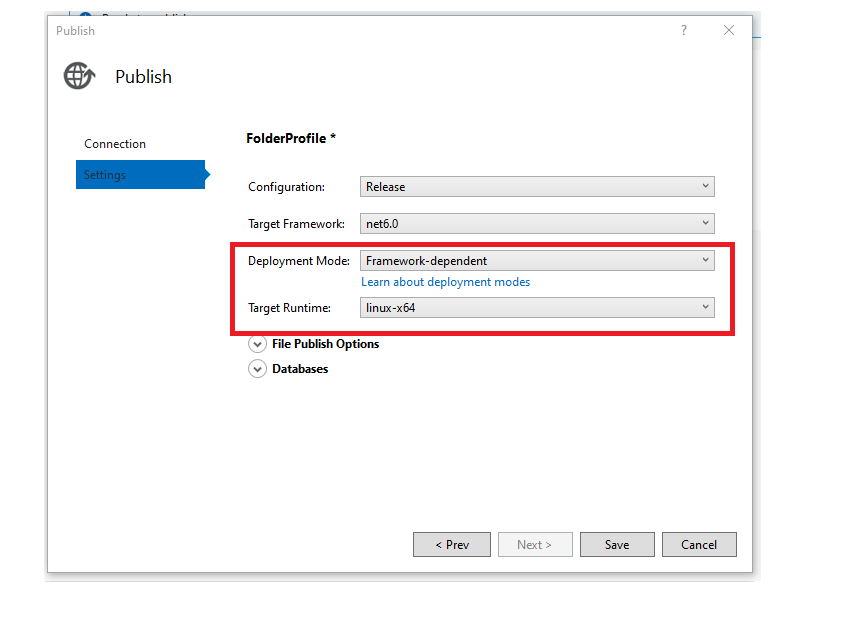 Publish
?
Publish
Connection
Settings
FolderProfile *
Configuration: Release
Target Framework: net6.0
Deployment Mode: Framework-dependent
Learn about deployment modes
Target Runtime: linux-x64
File Publish Options
Databases
< Prev Next > Save Cancel